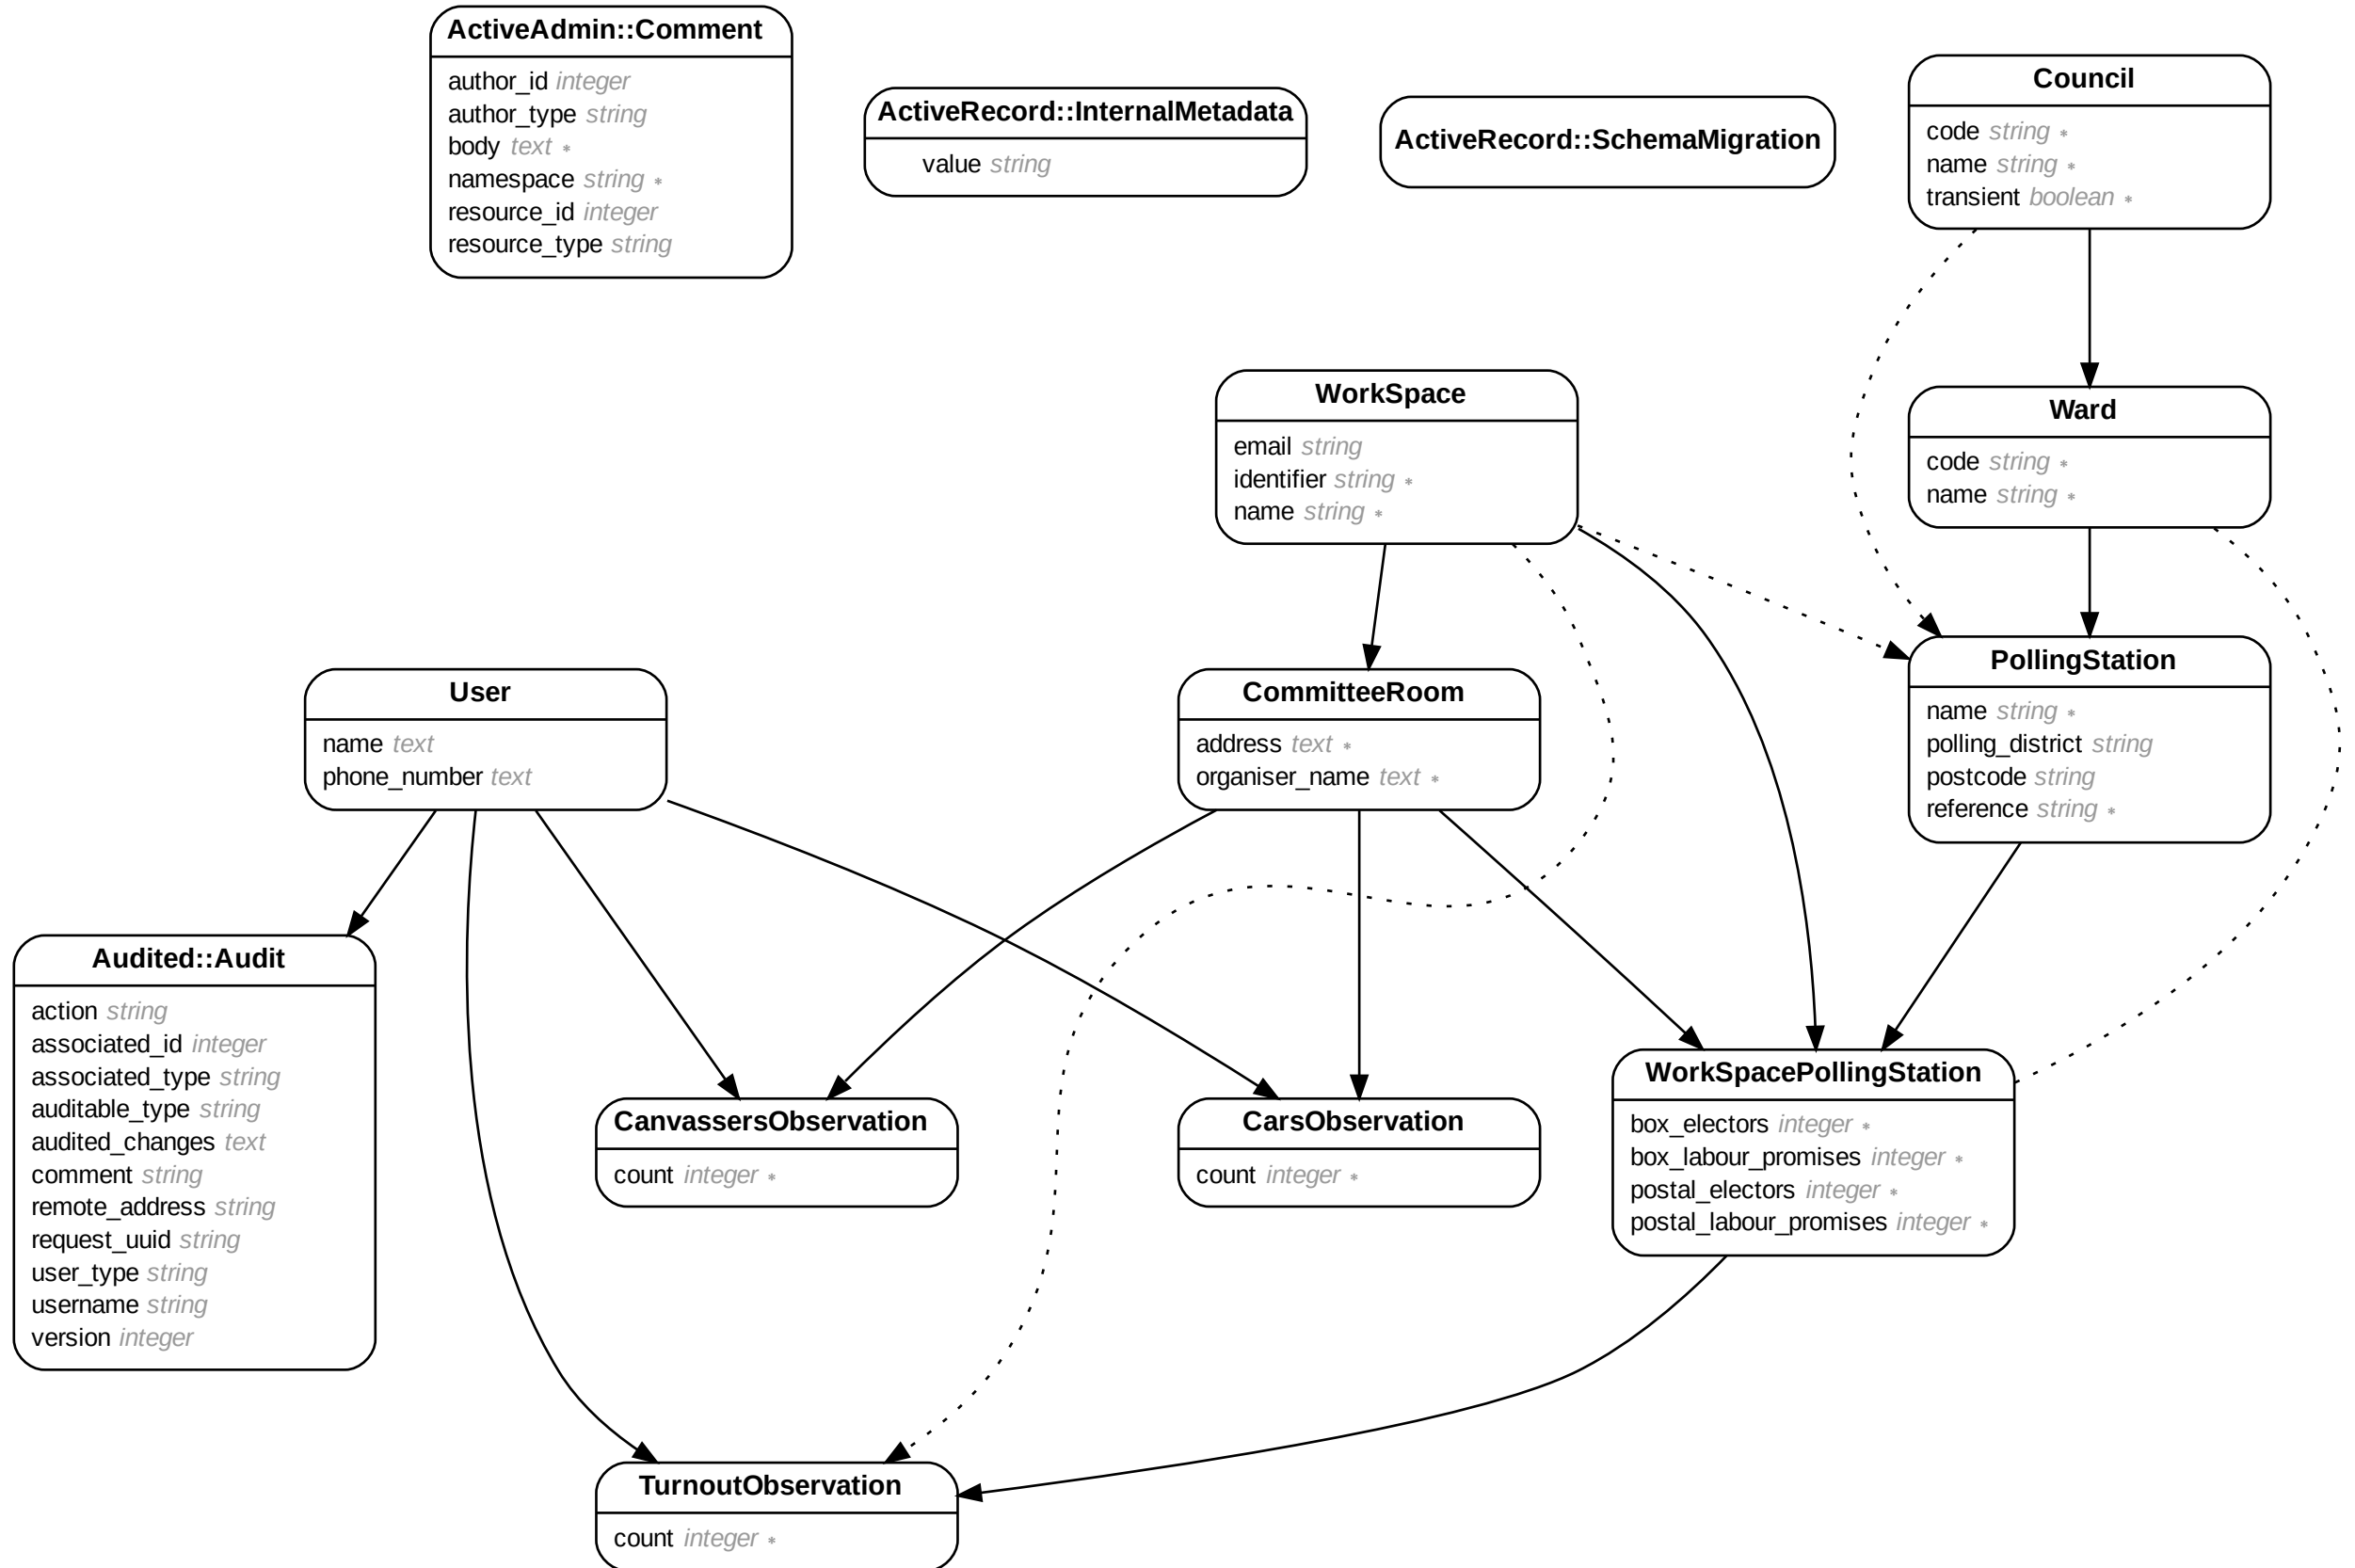 ActiveAdmin::Comment
author_id integer
author_type string
body text *
namespace string *
resource_id integer
resource_type string
ActiveRecord::InternalMetadata
value string
ActiveRecord::SchemaMigration
Council
code string *
name string *
transient boolean *
WorkSpace
email string
identifier string *
name string *
Ward
code string *
name string *
User
name text
phone_number text
CommitteeRoom
address text *
organiser_name text *
PollingStation
name string *
polling_district string
postcode string
reference string *
Audited::Audit
action string
associated_id integer
associated_type string
auditable_type string
audited_changes text
comment string
remote_address string
request_uuid string
user_type string
username string
version integer
CanvassersObservation
count integer *
CarsObservation
count integer *
WorkSpacePollingStation
box_electors integer *
box_labour_promises integer *
postal_electors integer *
postal_labour_promises integer *
TurnoutObservation
count integer *